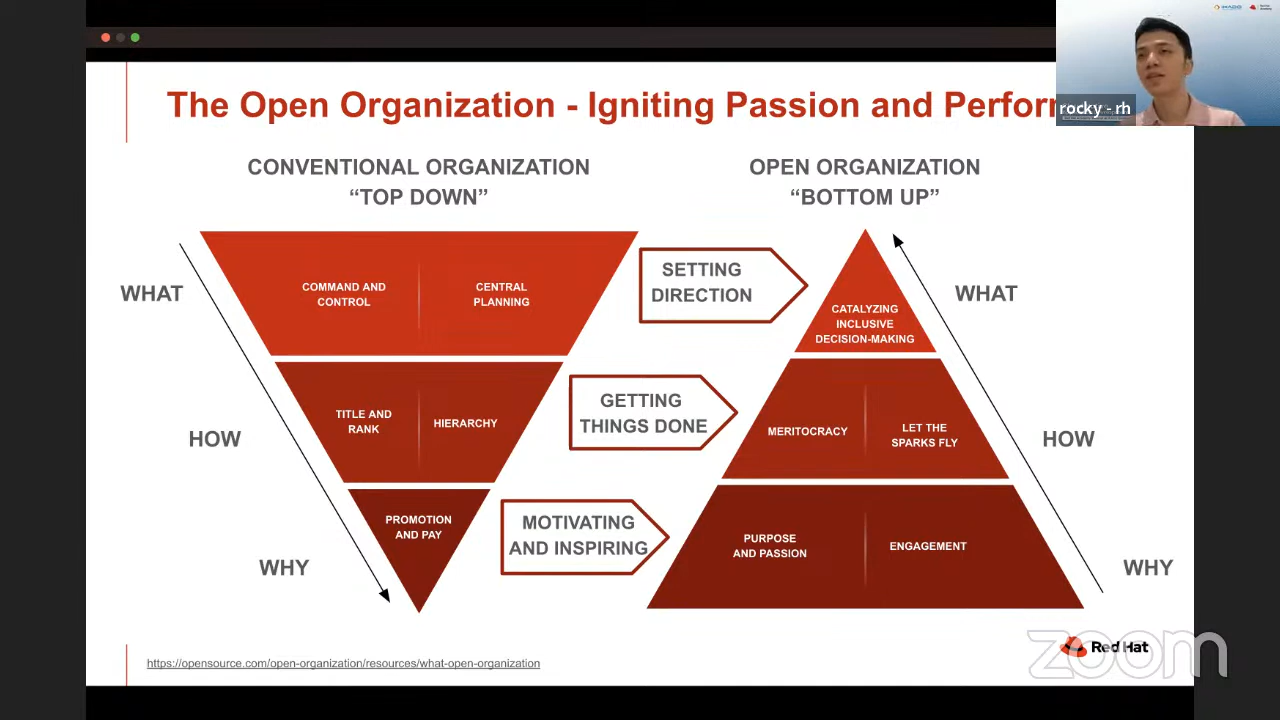 The Open Organization - Igniting Passion and Perform
rocky - rh
CONVENTIONAL ORGANIZATION
“TOP DOWN”
OPEN ORGANIZATION
“BOTTOM UP”
WHAT
COMMAND AND
CONTROL
CENTRAL
PLANNING
SETTING
DIRECTION
CATALYZING
INCLUSIVE
DECISION-MAKING
WHAT
HOW
TITLE AND
RANK
HIERARCHY
GETTING
THINGS DONE
MERITOCRACY
LET THE
SPARKS FLY
HOW
WHY
PROMOTION
AND PAY
MOTIVATING
AND INSPIRING
PURPOSE
AND PASSION
ENGAGEMENT
WHY
https://opensource.com/open-organization/resources/what-open-organization
Red Hat
zoom